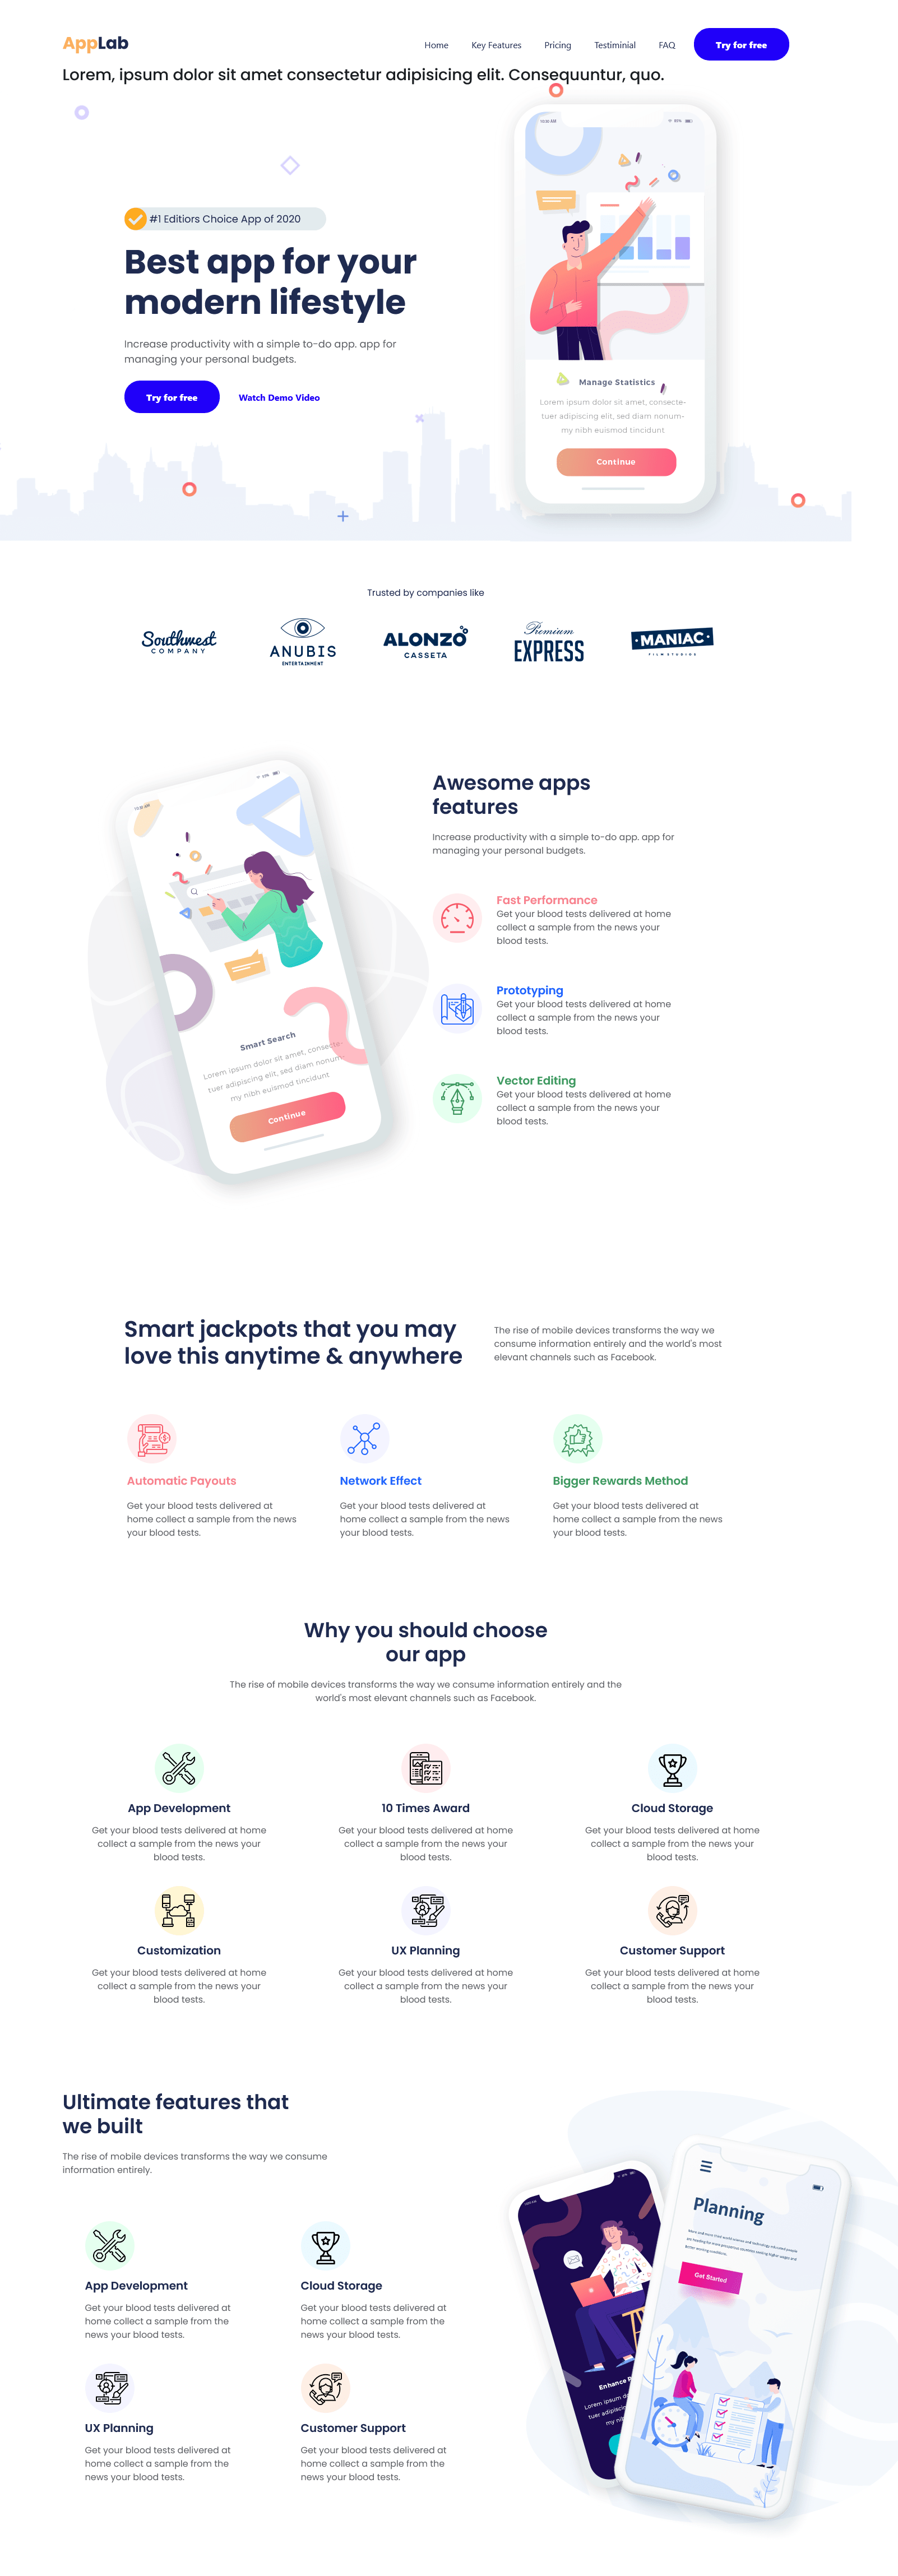 AppLab
Home Key Features Pricing Testiminial FAQ Try for free
Lorem, ipsum dolor sit amet consectetur adipisicing elit. Consequuntur, quo.
#1 Editiors Choice App of 2020
Best app for your
modern lifestyle
Increase productivity with a simple to-do app. app for
managing your personal budgets.
Try for free Watch Demo Video
Manage Statistics
Lorem ipsum dolor sit amet, consecte-
tuer adipiscing elit, sed diam nonum-
my nibh euismod tincidunt
Continue
Trusted by companies like
Southwest
COMPANY
ANUBIS
ENTERTAINMENT
ALONZO
CASSETA
Premium
EXPRESS
MANIAC
FILM STUDIOS
Awesome apps
features
Increase productivity with a simple to-do app. app for
managing your personal budgets.
Fast Performance
Get your blood tests delivered at home
collect a sample from the news your
blood tests.
Prototyping
Get your blood tests delivered at home
collect a sample from the news your
blood tests.
Vector Editing
Get your blood tests delivered at home
collect a sample from the news your
blood tests.
Smart Search
Lorem ipsum dolor sit amet, consecte-
tuer adipiscing elit, sed diam nonum-
my nibh euismod tincidunt
Continue
Smart jackpots that you may
love this anytime & anywhere
The rise of mobile devices transforms the way we
consume information entirely and the world's most
elevant channels such as Facebook.
Automatic Payouts
Get your blood tests delivered at
home collect a sample from the news
your blood tests.
Network Effect
Get your blood tests delivered at
home collect a sample from the news
your blood tests.
Bigger Rewards Method
Get your blood tests delivered at
home collect a sample from the news
your blood tests.
Why you should choose
our app
The rise of mobile devices transforms the way we consume information entirely and the
world's most elevant channels such as Facebook.
App Development
Get your blood tests delivered at home
collect a sample from the news your
blood tests.
10 Times Award
Get your blood tests delivered at home
collect a sample from the news your
blood tests.
Cloud Storage
Get your blood tests delivered at home
collect a sample from the news your
blood tests.
Customization
Get your blood tests delivered at home
collect a sample from the news your
blood tests.
UX Planning
Get your blood tests delivered at home
collect a sample from the news your
blood tests.
Customer Support
Get your blood tests delivered at home
collect a sample from the news your
blood tests.
Ultimate features that
we built
The rise of mobile devices transforms the way we consume
information entirely.
App Development
Get your blood tests delivered at
home collect a sample from the
news your blood tests.
Cloud Storage
Get your blood tests delivered at
home collect a sample from the
news your blood tests.
UX Planning
Get your blood tests delivered at
home collect a sample from the
news your blood tests.
Customer Support
Get your blood tests delivered at
home collect a sample from the
news your blood tests.
Enhance
Lorem ipsum
tuer adipiscing
my
Planning
Get Started